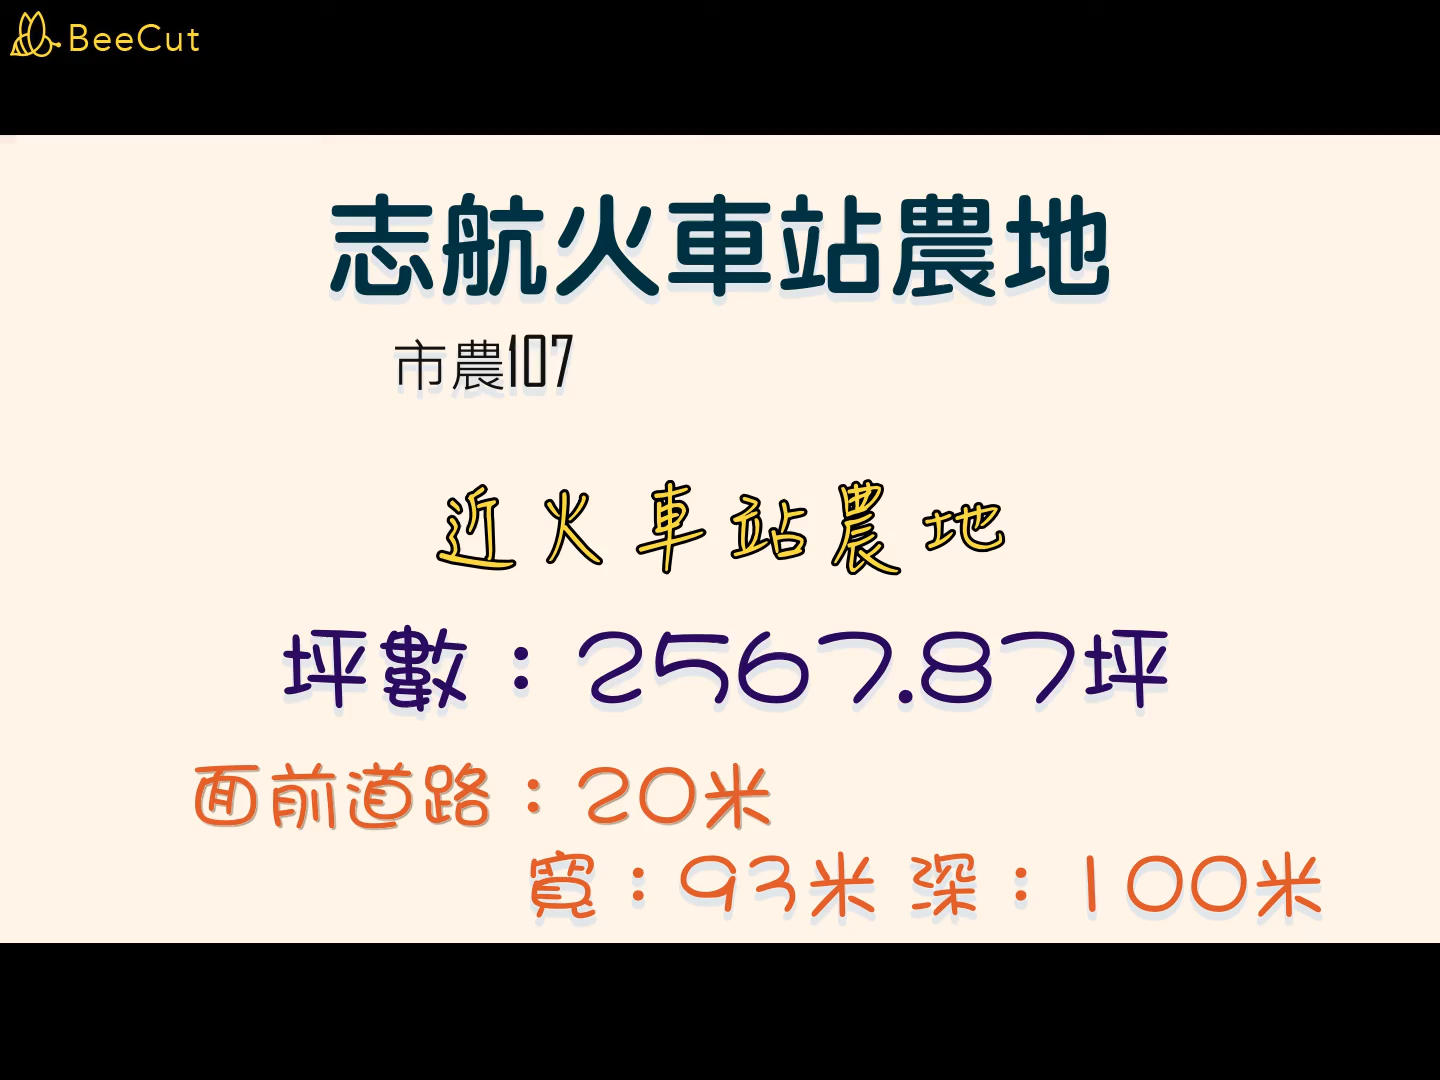 BeeCut
志航火車站農地
市農107
近火車站農地
坪數：2567.87坪
面前道路：20米
寬：93米 深：100米